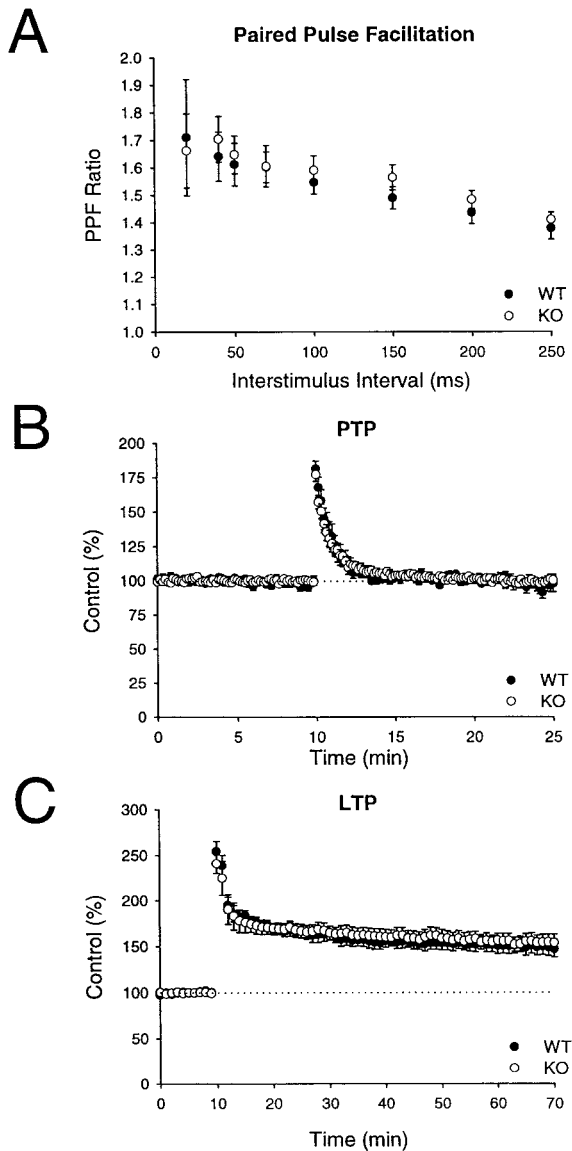 A
Paired Pulse Facilitation
2.0
1.9
1.8
1.7
1.6
1.5
1.4
1.3
1.2
1.1
1.0
PPF Ratio
WT
KO
0 50 100 150 200 250
Interstimulus Interval (ms)
B
PTP
200
175
150
125
100
75
50
25
0
Control (%)
WT
KO
0 5 10 15 20 25
Time (min)
C
LTP
300
250
200
150
100
50
0
Control (%)
WT
KO
0 10 20 30 40 50 60 70
Time (min)